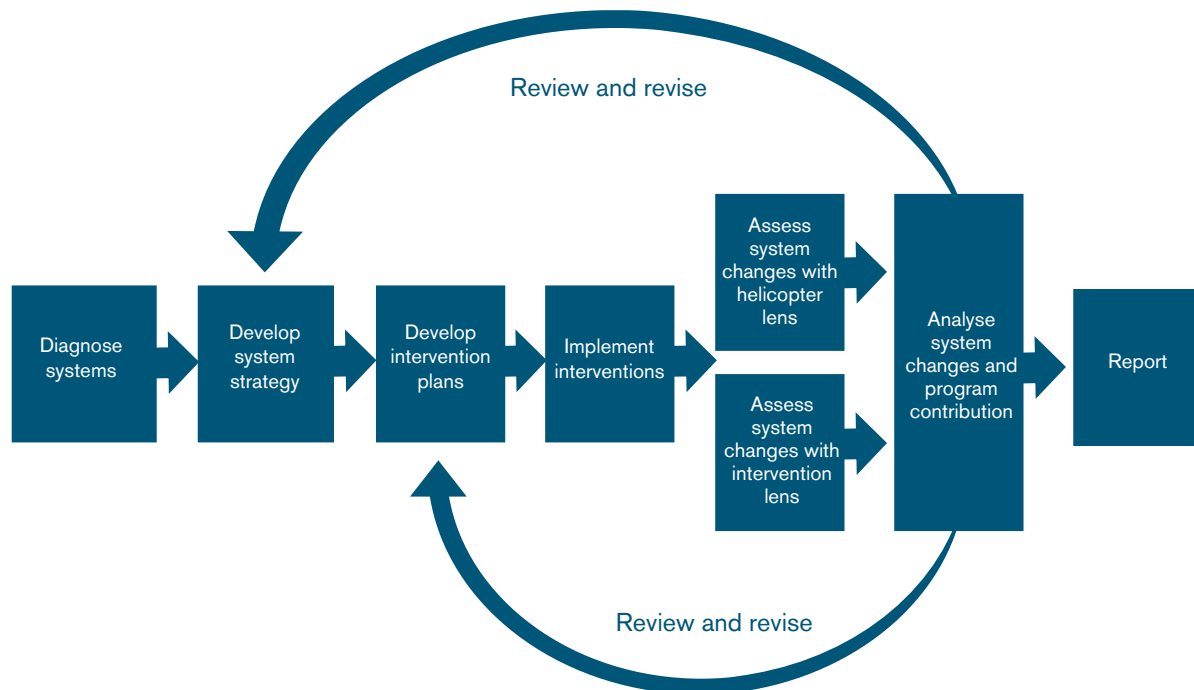 Review and revise
Diagnose
systems
Develop
system
strategy
Develop
intervention
plans
Implement
interventions
Assess
system
changes with
helicopter
lens
Assess
system
changes with
intervention
lens
Analyse
system
changes and
program
contribution
Report
Review and revise